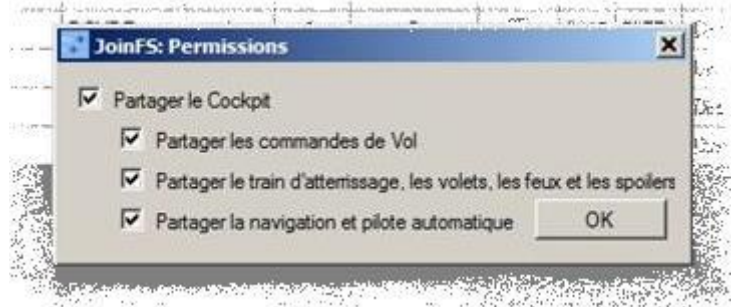 JoinFS: Permissions
Partager le Cockpit
Partager les commandes de Vol
Partager le train d'atterrissage, les volets, les feux et les spoilers
Partager la navigation et pilote automatique
OK